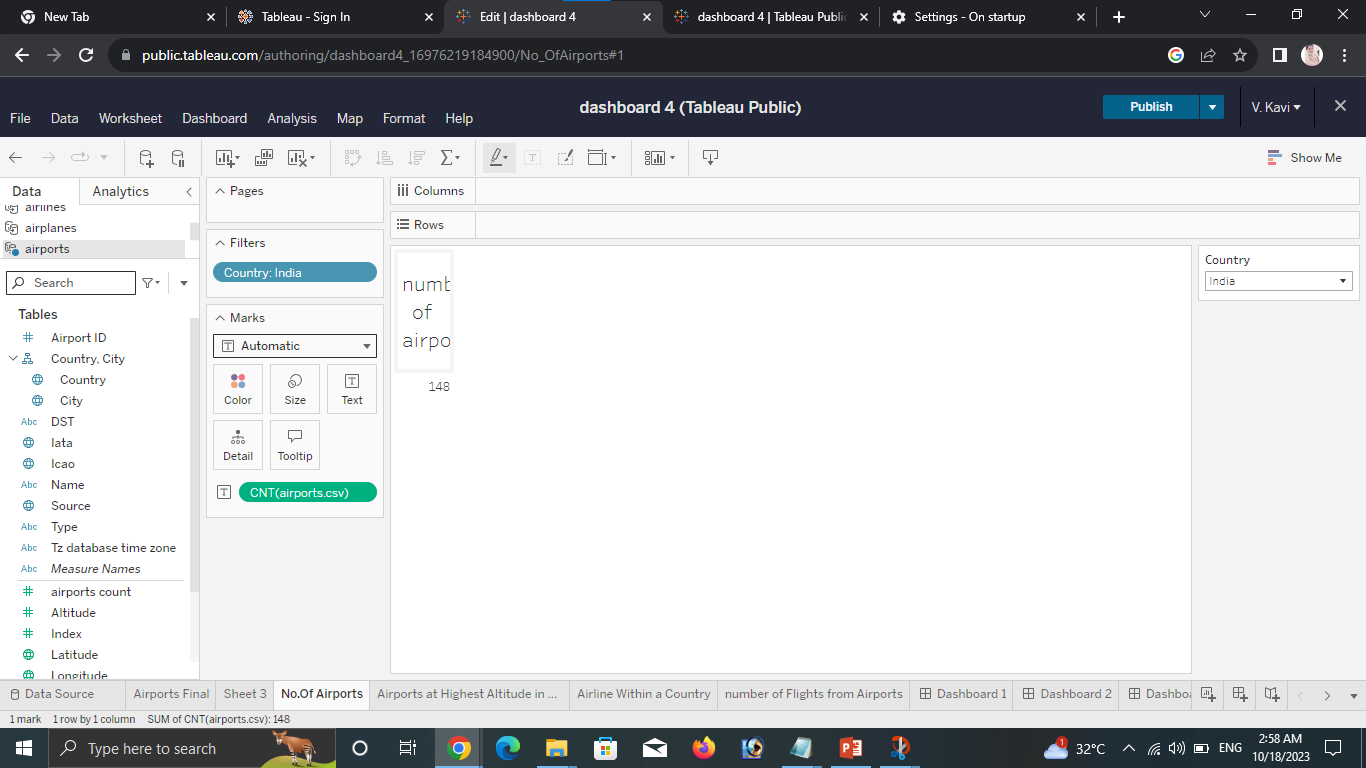 New Tab
Tableau - Sign In
Edit | dashboard 4
dashboard 4 | Tableau Public
Settings - On startup
public.tableau.com/authoring/dashboard4_16976219184900/No_OfAirports#1
dashboard 4 (Tableau Public)
Publish
V. Kavi
File Data Worksheet Dashboard Analysis Map Format Help
Show Me
Data Analytics
airlines
airplanes
airports
Search
Tables
Airport ID
Country, City
Country
City
Abc DST
Iata
Icao
Abc Name
Source
Abc Type
Abc Tz database time zone
Abc Measure Names
airports count
Altitude
Index
Latitude
Longitude
Pages
Filters
Country: India
Marks
Automatic
Color Size Text
Detail Tooltip
CNT(airports.csv)
Columns
Rows
numb
of
airpo
148
Country
India
Data Source Airports Final Sheet 3 No.Of Airports Airports at Highest Altitude in ... Airline Within a Country number of Flights from Airports Dashboard 1 Dashboard 2 Dashboa
1 mark 1 row by 1 column SUM of CNT(airports.csv): 148
Type here to search
1
32°C
ENG
2:58 AM
10/18/2023